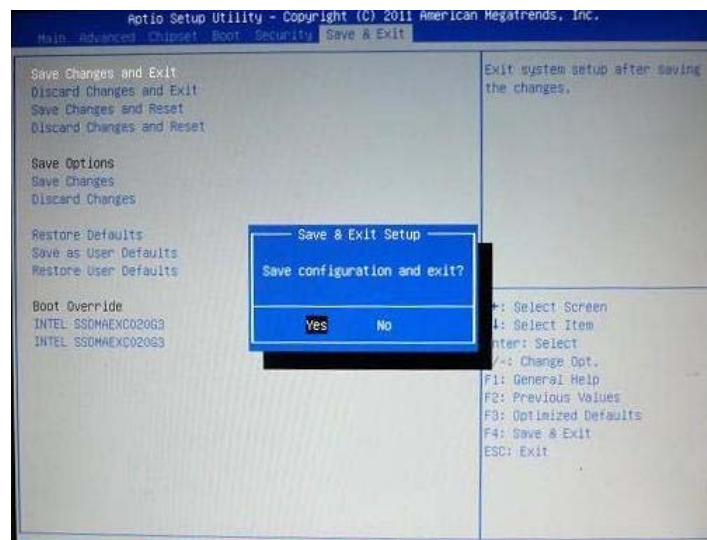 Aptio Setup Utility - Copyright (C) 2011 American Megatrends, Inc.
Main Advanced Chipset Boot Security Save & Exit
Save Changes and Exit
Discard Changes and Exit
Save Changes and Reset
Discard Changes and Reset
Save Options
Save Changes
Discard Changes
Restore Defaults
Save as User Defaults
Restore User Defaults
Boot Override
INTEL SSDMAEXC020G3
INTEL SSDMAEXC020G3
Exit system setup after saving
the changes.
Save & Exit Setup
Save configuration and exit?
Yes No
: Select Screen
: Select Item
nter: Select
/-: Change Opt.
F1: General Help
F2: Previous Values
F3: Optimized Defaults
F4: Save & Exit
ESC: Exit